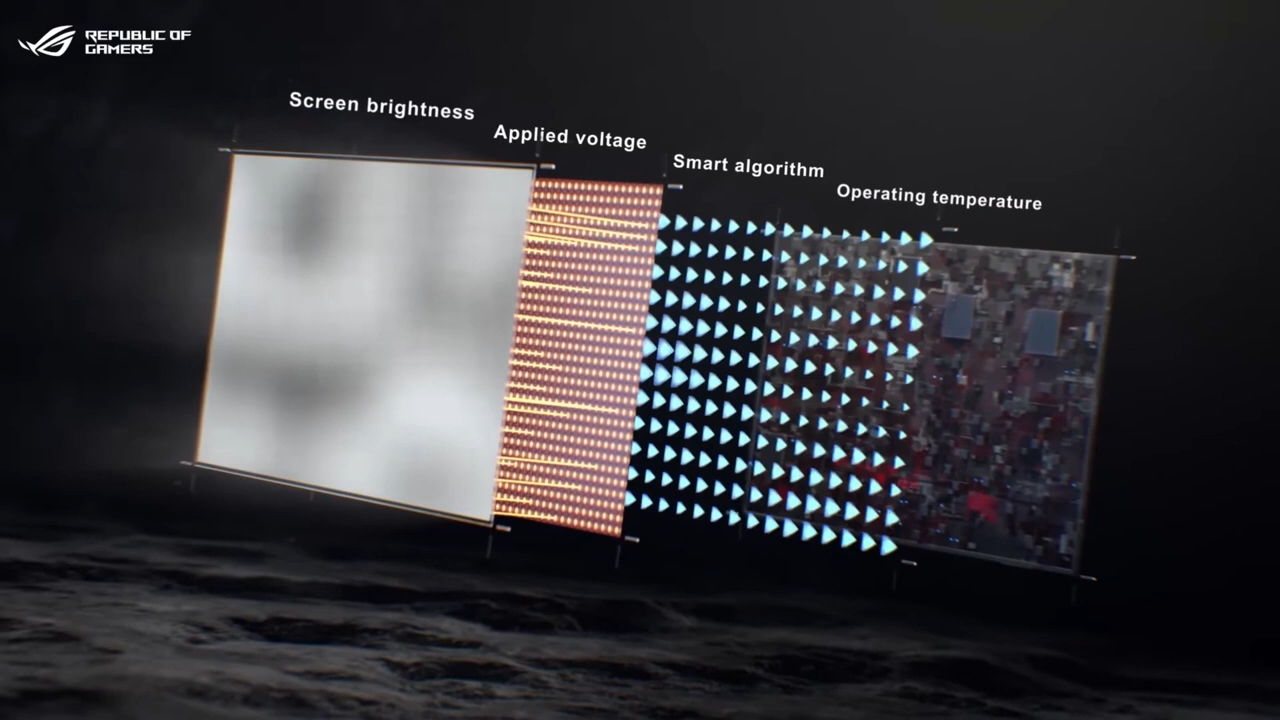 REPUBLIC OF
GAMERS
Screen brightness
Applied voltage
Smart algorithm
Operating temperature